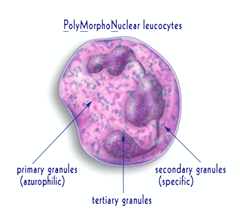 PolyMorphoNuclear leucocytes
primary granules
(azurophilic)
secondary granules
(specific)
tertiary granules